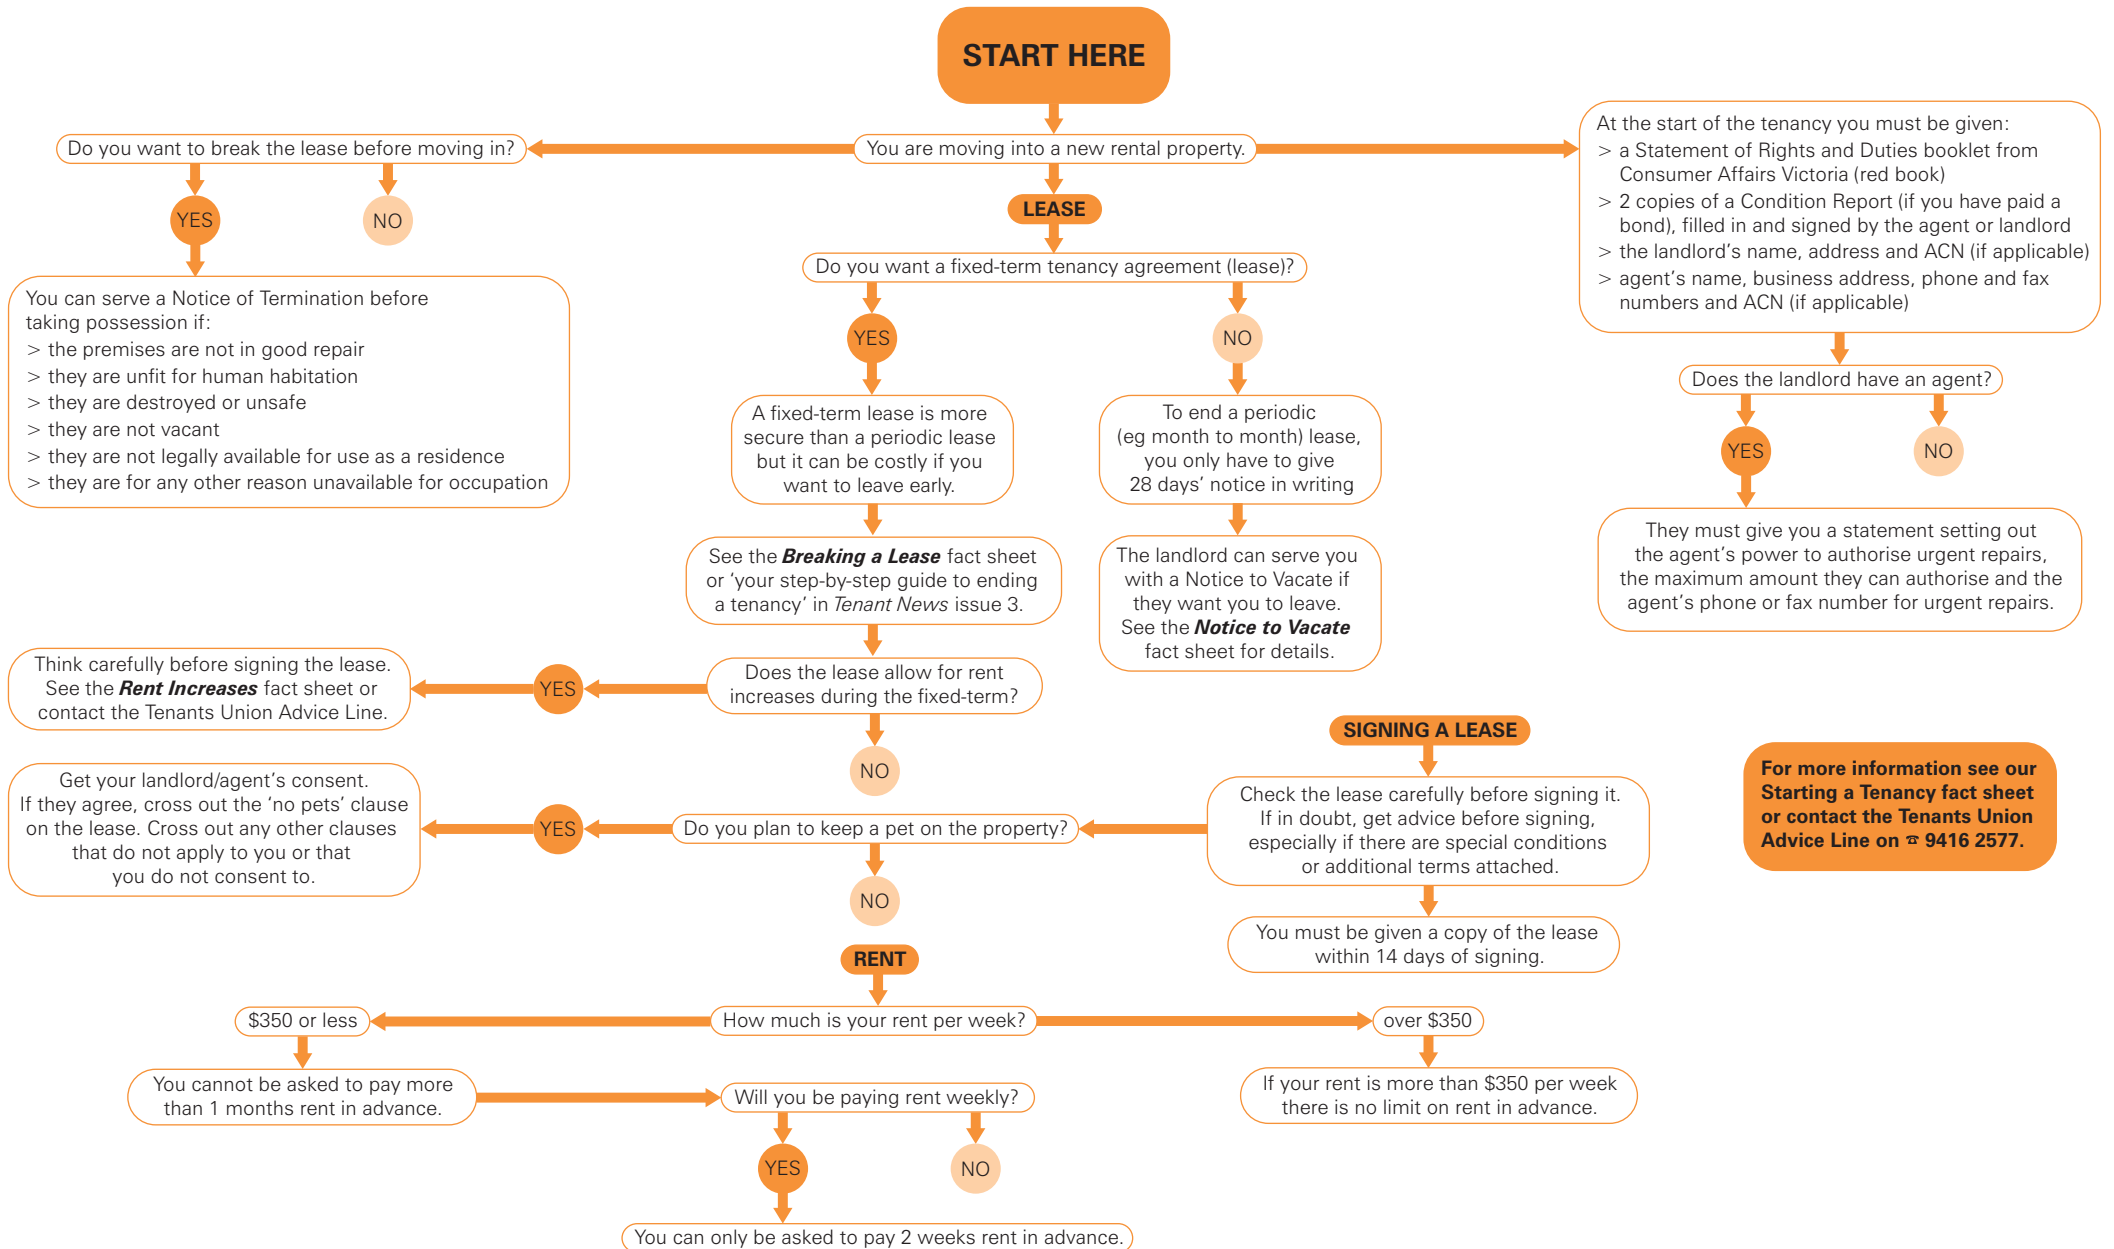 START HERE
Do you want to break the lease before moving in?
You are moving into a new rental property.
At the start of the tenancy you must be given:
> a Statement of Rights and Duties booklet from
Consumer Affairs Victoria (red book)
> 2 copies of a Condition Report (if you have paid a
bond), filled in and signed by the agent or landlord
> the landlord’s name, address and ACN (if applicable)
> agent’s name, business address, phone and fax
numbers and ACN (if applicable)
YES
NO
LEASE
Do you want a fixed-term tenancy agreement (lease)?
You can serve a Notice of Termination before
taking possession if:
> the premises are not in good repair
> they are unfit for human habitation
> they are destroyed or unsafe
> they are not vacant
> they are not legally available for use as a residence
> they are for any other reason unavailable for occupation
YES
NO
Does the landlord have an agent?
YES
NO
A fixed-term lease is more
secure than a periodic lease
but it can be costly if you
want to leave early.
To end a periodic
(eg month to month) lease,
you only have to give
28 days’ notice in writing
They must give you a statement setting out
the agent’s power to authorise urgent repairs,
the maximum amount they can authorise and the
agent’s phone or fax number for urgent repairs.
See the Breaking a Lease fact sheet
or ‘your step-by-step guide to ending
a tenancy’ in Tenant News issue 3.
The landlord can serve you
with a Notice to Vacate if
they want you to leave.
See the Notice to Vacate
fact sheet for details.
Think carefully before signing the lease.
See the Rent Increases fact sheet or
contact the Tenants Union Advice Line.
YES
Does the lease allow for rent
increases during the fixed-term?
NO
SIGNING A LEASE
Check the lease carefully before signing it.
If in doubt, get advice before signing,
especially if there are special conditions
or additional terms attached.
For more information see our
Starting a Tenancy fact sheet
or contact the Tenants Union
Advice Line on ☎ 9416 2577.
Get your landlord/agent’s consent.
If they agree, cross out the ‘no pets’ clause
on the lease. Cross out any other clauses
that do not apply to you or that
you do not consent to.
YES
Do you plan to keep a pet on the property?
NO
You must be given a copy of the lease
within 14 days of signing.
RENT
$350 or less
How much is your rent per week?
over $350
You cannot be asked to pay more
than 1 months rent in advance.
Will you be paying rent weekly?
If your rent is more than $350 per week
there is no limit on rent in advance.
YES
NO
You can only be asked to pay 2 weeks rent in advance.